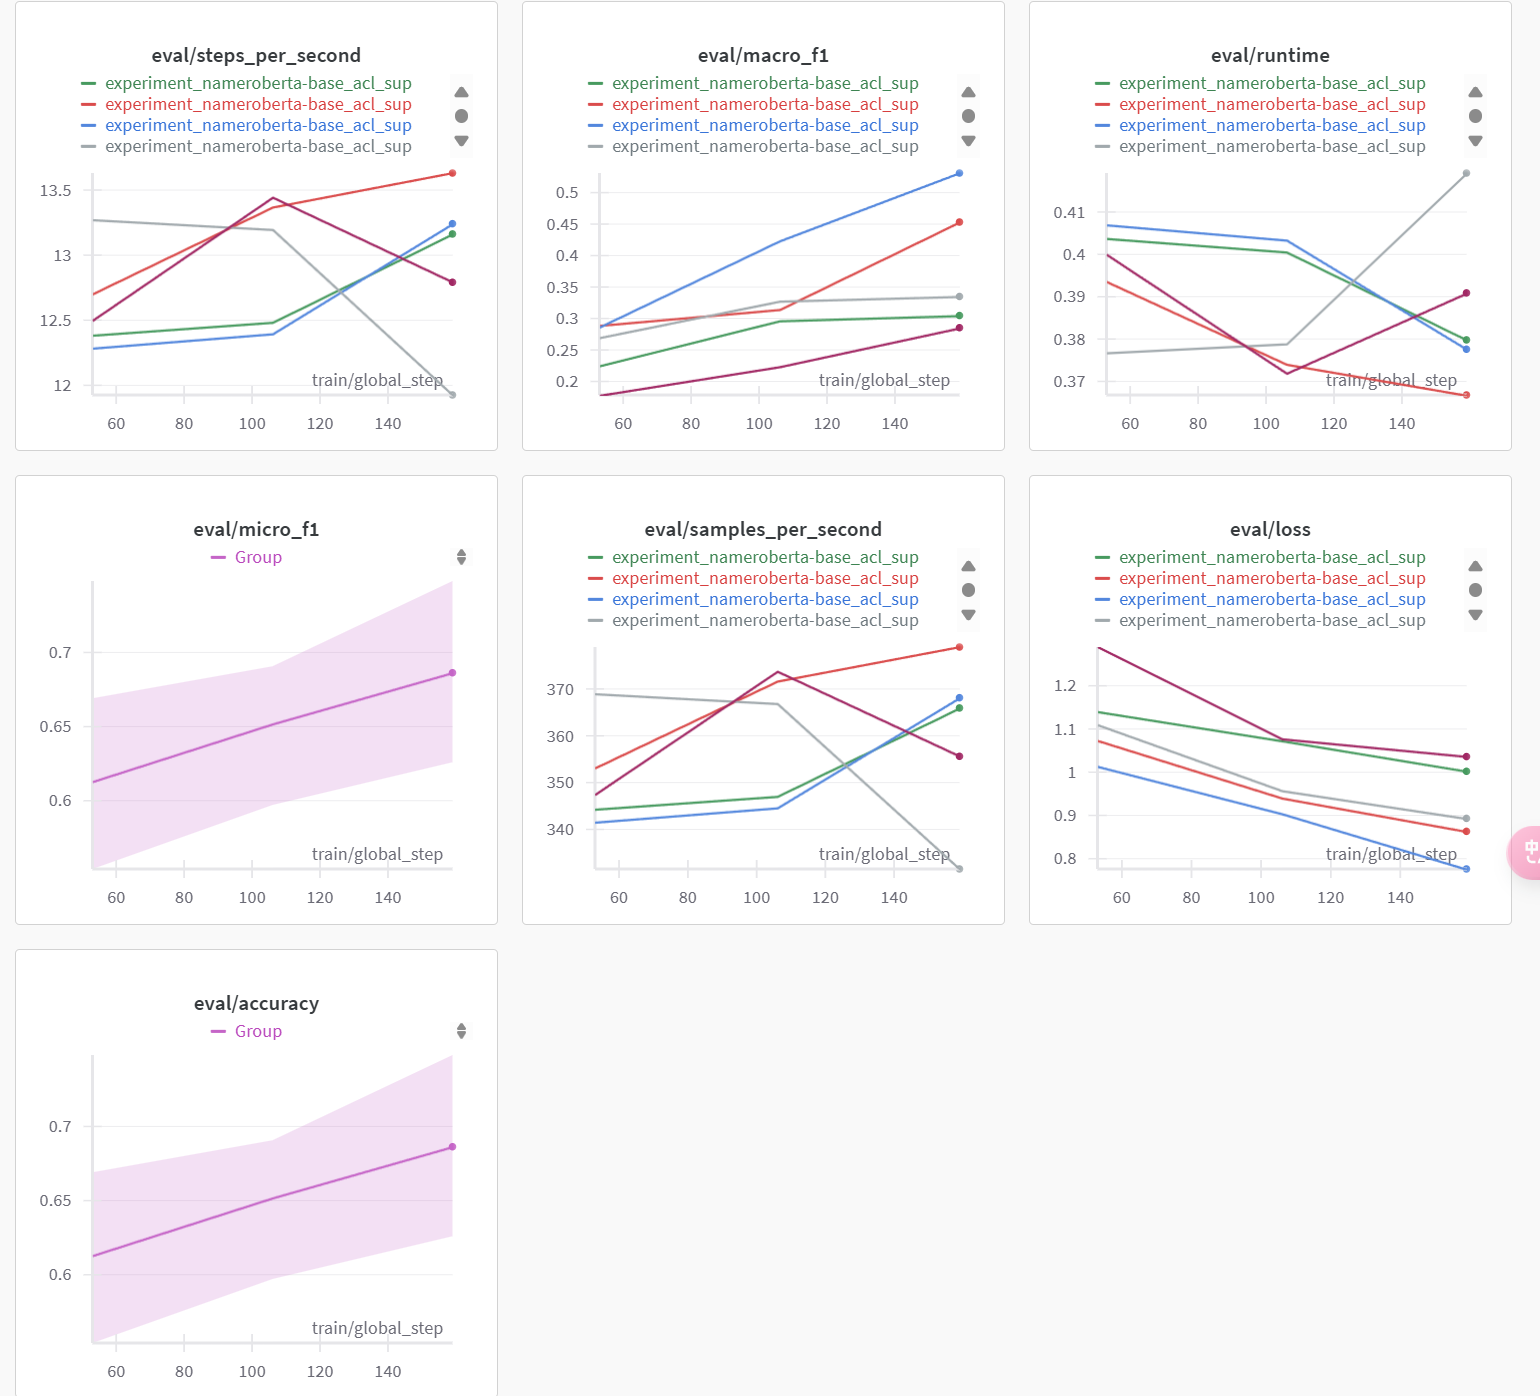 eval/steps_per_second
experiment_nameroberta-base_acl_sup
experiment_nameroberta-base_acl_sup
experiment_nameroberta-base_acl_sup
experiment_nameroberta-base_acl_sup
13.5
13
12.5
12
train/global_step
60 80 100 120 140
eval/macro_f1
experiment_nameroberta-base_acl_sup
experiment_nameroberta-base_acl_sup
experiment_nameroberta-base_acl_sup
experiment_nameroberta-base_acl_sup
0.5
0.45
0.4
0.35
0.3
0.25
0.2
train/global_step
60 80 100 120 140
eval/runtime
experiment_nameroberta-base_acl_sup
experiment_nameroberta-base_acl_sup
experiment_nameroberta-base_acl_sup
experiment_nameroberta-base_acl_sup
0.41
0.4
0.39
0.38
0.37
train/global_step
60 80 100 120 140
eval/micro_f1
Group
0.7
0.65
0.6
train/global_step
60 80 100 120 140
eval/samples_per_second
experiment_nameroberta-base_acl_sup
experiment_nameroberta-base_acl_sup
experiment_nameroberta-base_acl_sup
experiment_nameroberta-base_acl_sup
370
360
350
340
train/global_step
60 80 100 120 140
eval/loss
experiment_nameroberta-base_acl_sup
experiment_nameroberta-base_acl_sup
experiment_nameroberta-base_acl_sup
experiment_nameroberta-base_acl_sup
1.2
1.1
1
0.9
0.8
train/global_step
60 80 100 120 140
eval/accuracy
Group
0.7
0.65
0.6
train/global_step
60 80 100 120 140